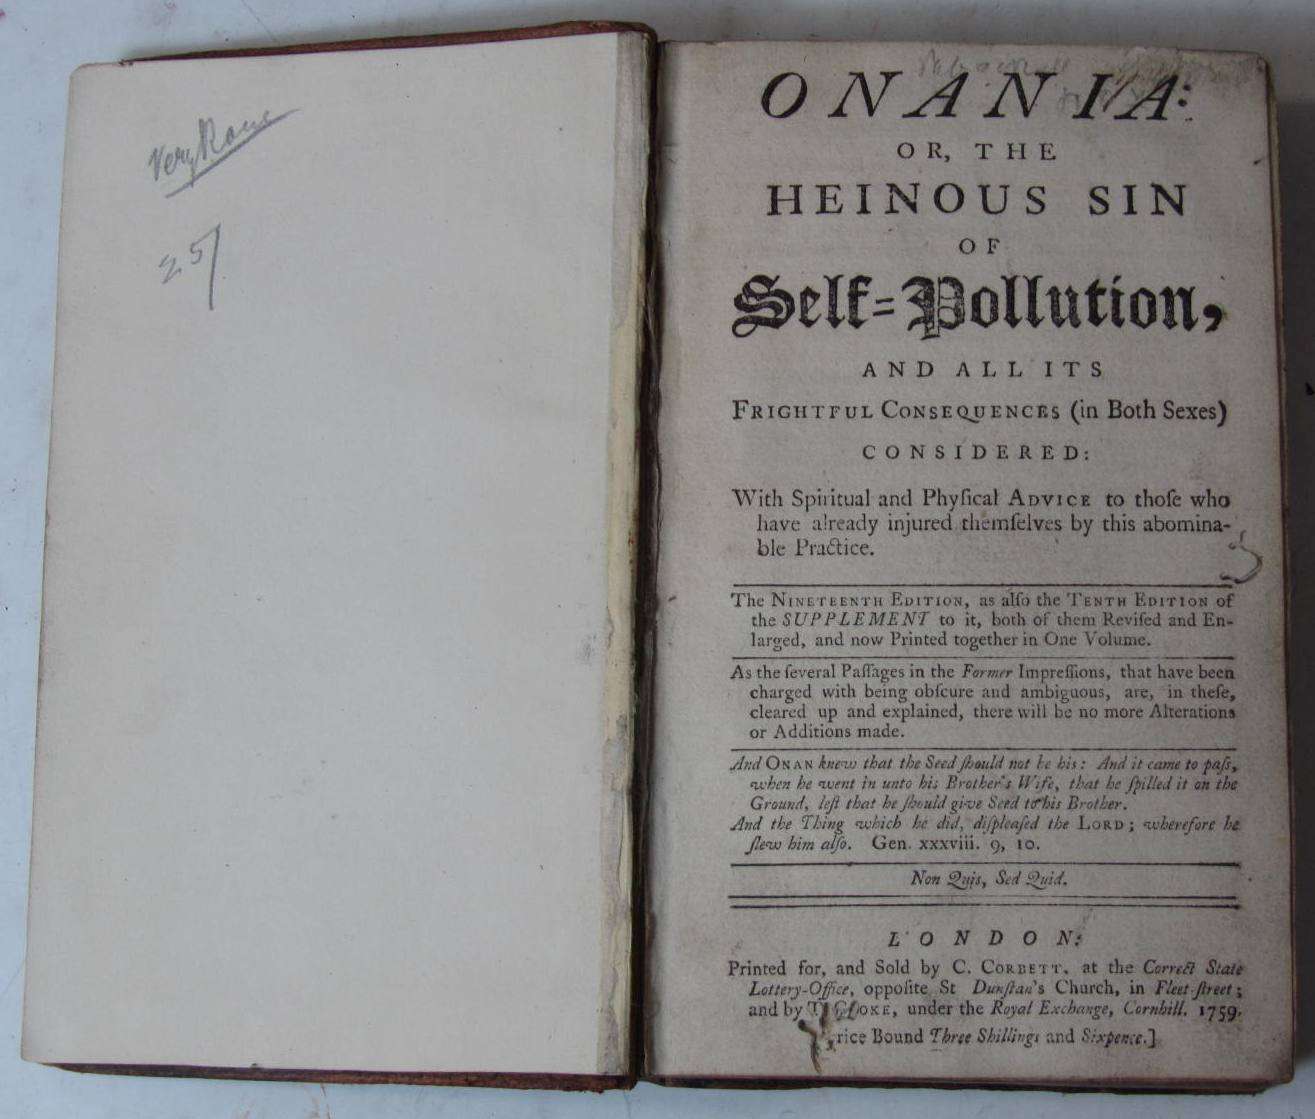 Very Rare
25/
ONANIA:
OR, THE
HEINOUS SIN
OF
Self=Pollution,
AND ALL ITS
FRIGHTFUL CONSEQUENCES (in Both Sexes)
CONSIDERED:
With Spiritual and Phyſical ADVICE to thoſe who
have already injured themſelves by this abomina-
ble Practice.
The NINETEENTH EDITION, as alſo the TENTH EDITION of
the SUPPLEMENT to it, both of them Reviſed and En-
larged, and now Printed together in One Volume.
As the ſeveral Paſſages in the Former Impreſſions, that have been
charged with being obſcure and ambiguous, are, in theſe,
cleared up and explained, there will be no more Alterations
or Additions made.
And ONAN knew that the Seed ſhould not be his: And it came to paſs,
when he went in unto his Brother's Wife, that he ſpilled it on the
Ground, leſt that he ſhould give Seed to his Brother.
And the Thing which he did, diſpleaſed the LORD; wherefore he
ſlew him alſo. Gen. xxxviii. 9, 10.
Non Quis, Sed Quid.
LONDON:
Printed for, and Sold by C. CORBETT, at the Correct State
Lottery-Office, oppoſite St Dunſtan's Church, in Fleet-ſtreet;
and by T. COOKE, under the Royal Exchange, Cornhill. 1759.
rice Bound Three Shillings and Sixpence.]